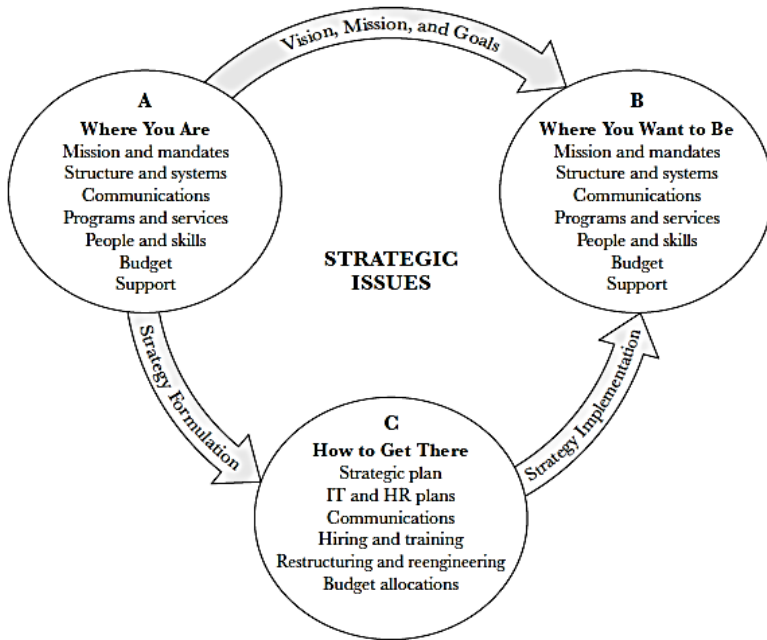 Vision, Mission, and Goals
A
Where You Are
Mission and mandates
Structure and systems
Communications
Programs and services
People and skills
Budget
Support
B
Where You Want to Be
Mission and mandates
Structure and systems
Communications
Programs and services
People and skills
Budget
Support
STRATEGIC
ISSUES
Strategy Formulation
Strategy Implementation
C
How to Get There
Strategic plan
IT and HR plans
Communications
Hiring and training
Restructuring and reengineering
Budget allocations